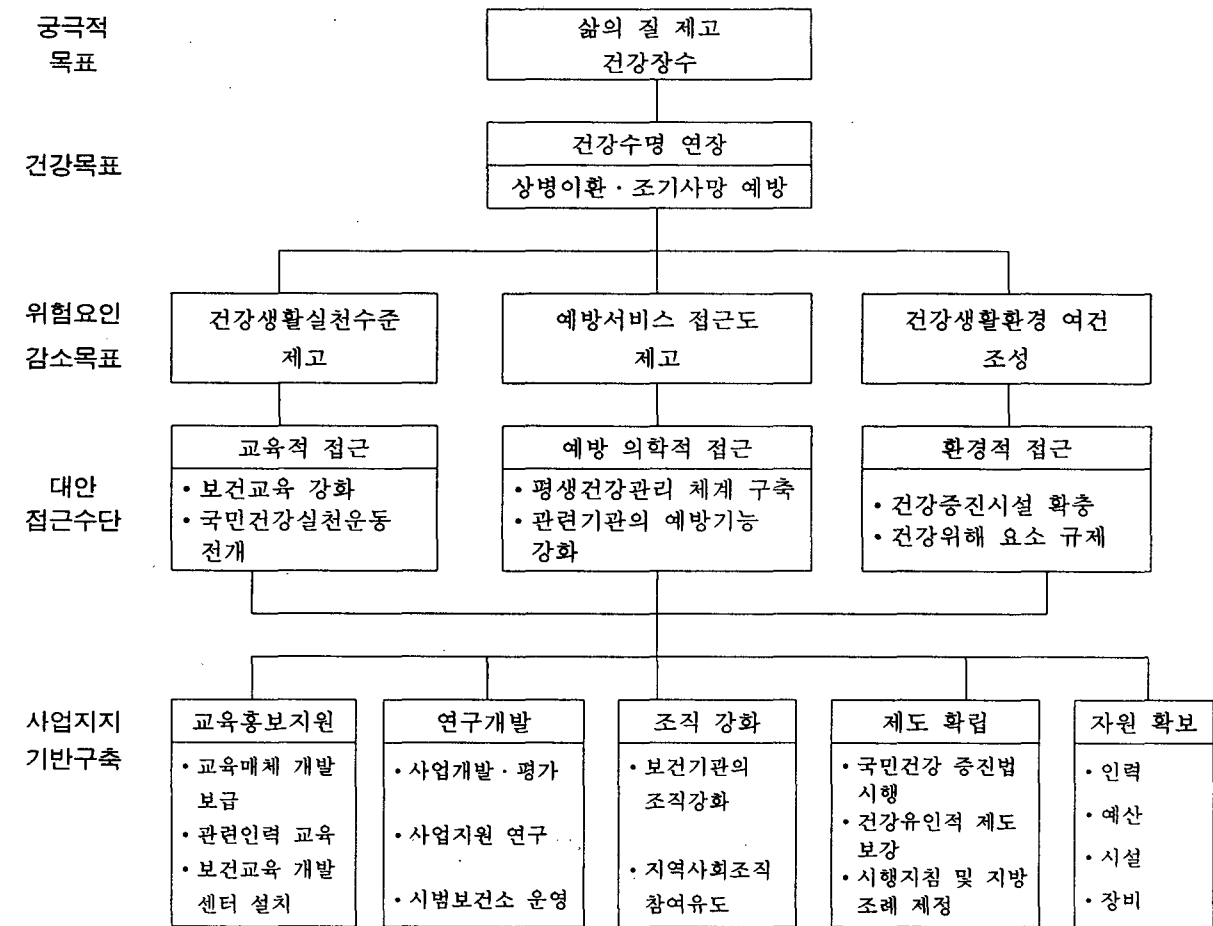 궁극적
목표
삶의 질 제고
건강장수
건강목표
건강수명 연장
상병이환·조기사망 예방
위험요인
감소목표
건강생활실천수준
제고
예방서비스 접근도
제고
건강생활환경 여건
조성
대안
접근수단
교육적 접근
• 보건교육 강화
• 국민건강실천운동
전개
예방 의학적 접근
• 평생건강관리 체계 구축
• 관련기관의 예방기능
강화
환경적 접근
• 건강증진시설 확충
• 건강위해 요소 규제
사업지지
기반구축
교육홍보지원
• 교육매체 개발
보급
• 관련인력 교육
• 보건교육 개발
센터 설치
연구개발
• 사업개발·평가
• 사업지원 연구
• 시범보건소 운영
조직 강화
• 보건기관의
조직강화
• 지역사회조직
참여유도
제도 확립
• 국민건강 증진법
시행
• 건강유인적 제도
보강
• 시행지침 및 지방
조례 제정
자원 확보
• 인력
• 예산
• 시설
• 장비